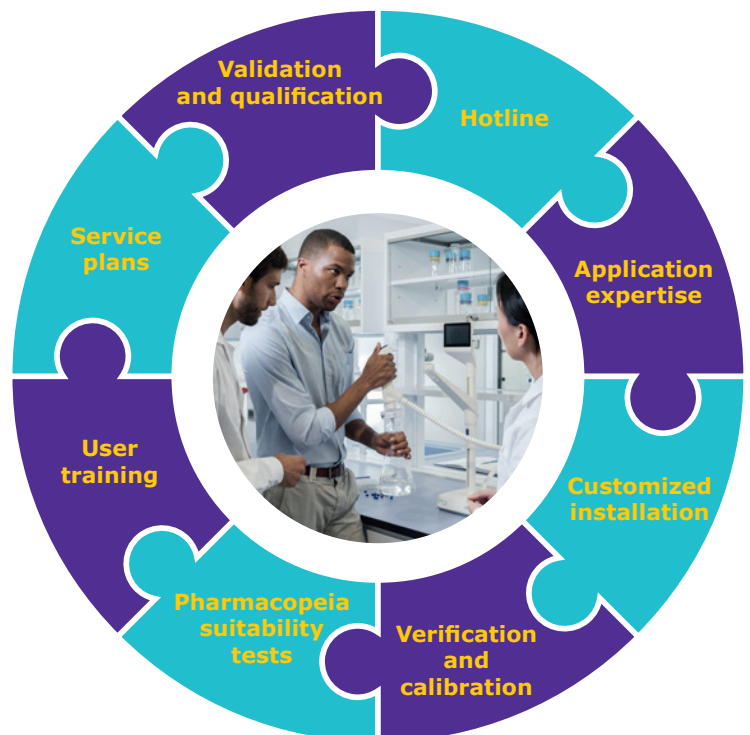 Validation
and qualification
Hotline
Application
expertise
Customized
installation
Verification
and
calibration
Pharmacopeia
suitability
tests
User
training
Service
plans